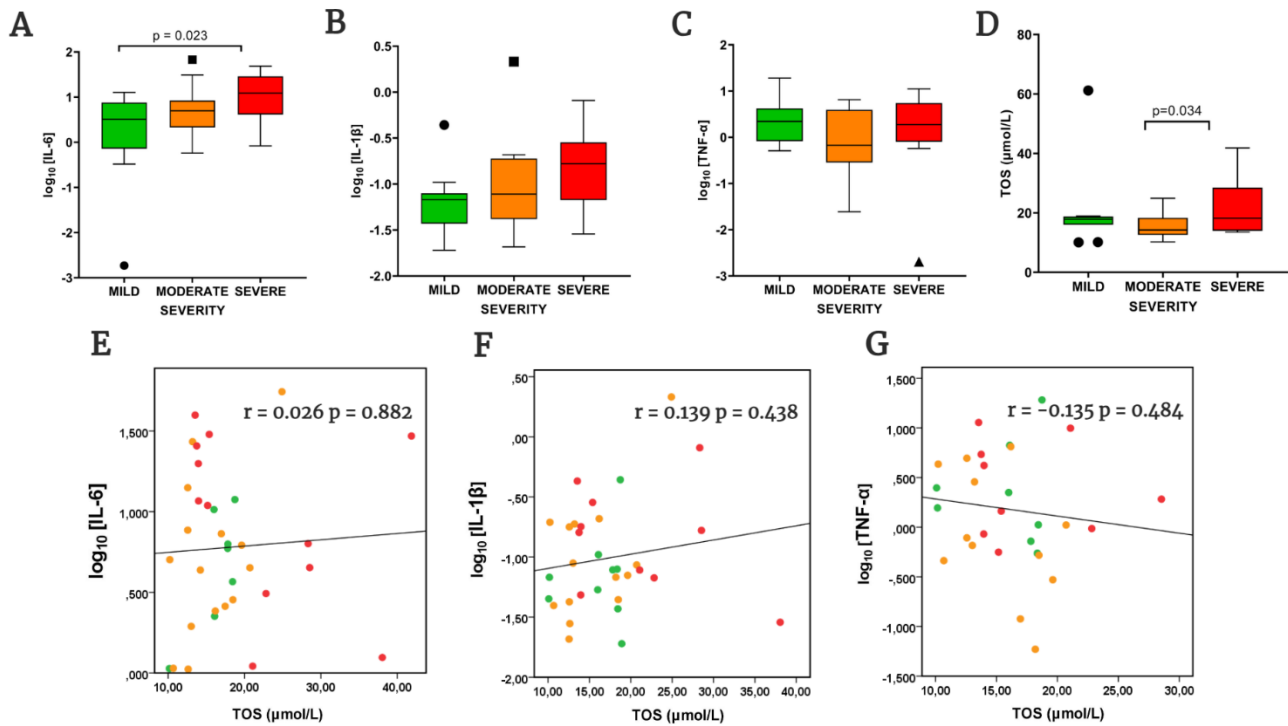 A
p = 0.023
log10 [IL-6]
2
1
0
-1
-2
-3
MILD MODERATE SEVERE
SEVERITY
B
log10 [IL-1β]
0.5
0.0
-0.5
-1.0
-1.5
-2.0
MILD MODERATE SEVERE
SEVERITY
C
log10 [TNF-α]
2
1
0
-1
-2
-3
MILD MODERATE SEVERE
SEVERITY
D
p=0.034
TOS (μmol/L)
80
60
40
20
0
MILD MODERATE SEVERE
SEVERITY
E
r = 0.026 p = 0.882
log10 [IL-6]
1,500
1,000
,500
,000
10,00 20,00 30,00 40,00
TOS (μmol/L)
F
r = 0.139 p = 0.438
log10 [IL-1β]
,50
,00
-,50
-1,00
-1,50
-2,00
10,00 15,00 20,00 25,00 30,00 35,00 40,00
TOS (μmol/L)
G
r = −0.135 p = 0.484
log10 [TNF-α]
1,500
1,000
,500
,000
-,500
-1,000
-1,500
10,00 15,00 20,00 25,00 30,00
TOS (μmol/L)